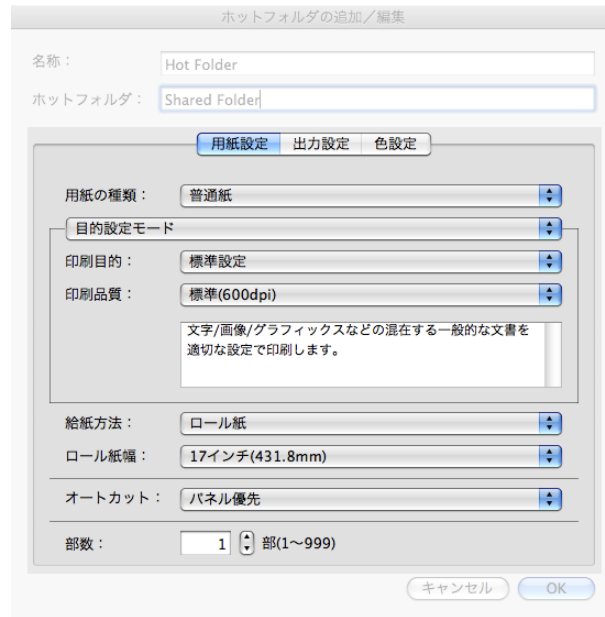 ホットフォルダの追加／編集
名称： Hot Folder
ホットフォルダ： Shared Folder
用紙設定 出力設定 色設定
用紙の種類： 普通紙
目的設定モード
印刷目的： 標準設定
印刷品質： 標準(600dpi)
文字/画像/グラフィックスなどの混在する一般的な文書を
適切な設定で印刷します。
給紙方法： ロール紙
ロール紙幅： 17インチ(431.8mm)
オートカット： パネル優先
部数： 1 部(1〜999)
キャンセル OK